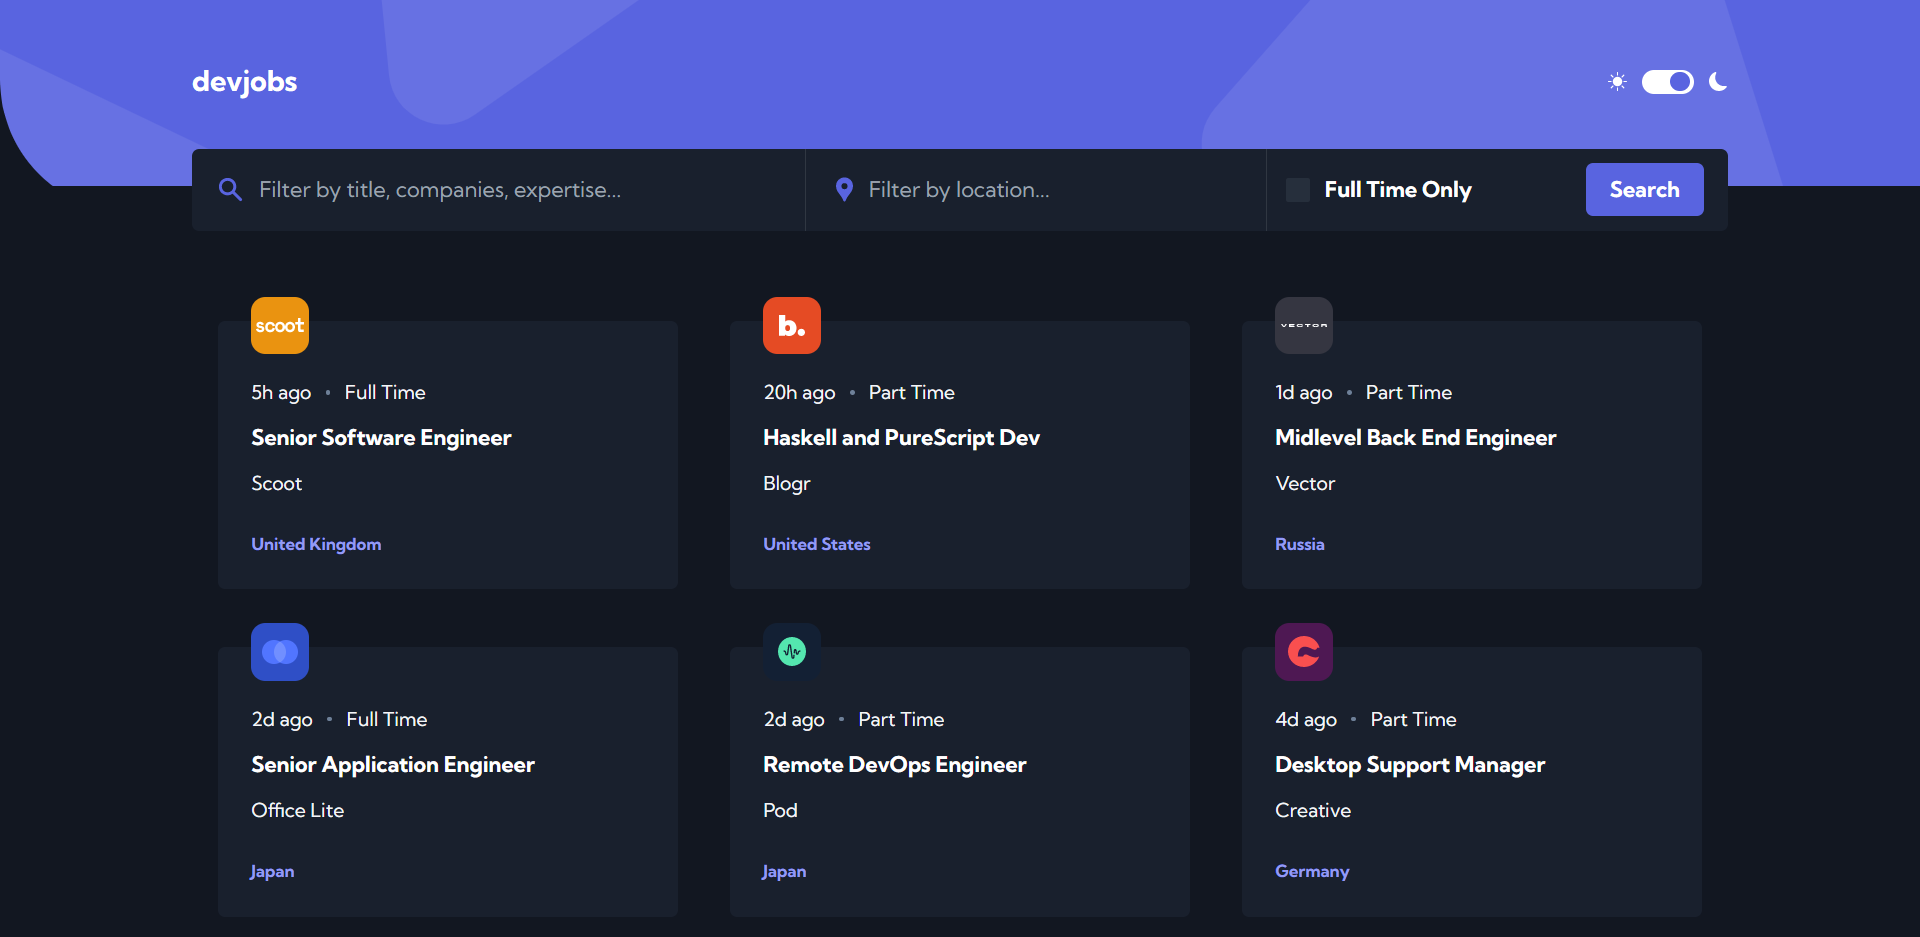 devjobs
Filter by title, companies, expertise...
Filter by location...
Full Time Only
Search
scoot
5h ago • Full Time
Senior Software Engineer
Scoot
United Kingdom
b.
20h ago • Part Time
Haskell and PureScript Dev
Blogr
United States
VECTOR
1d ago • Part Time
Midlevel Back End Engineer
Vector
Russia
2d ago • Full Time
Senior Application Engineer
Office Lite
Japan
2d ago • Part Time
Remote DevOps Engineer
Pod
Japan
4d ago • Part Time
Desktop Support Manager
Creative
Germany